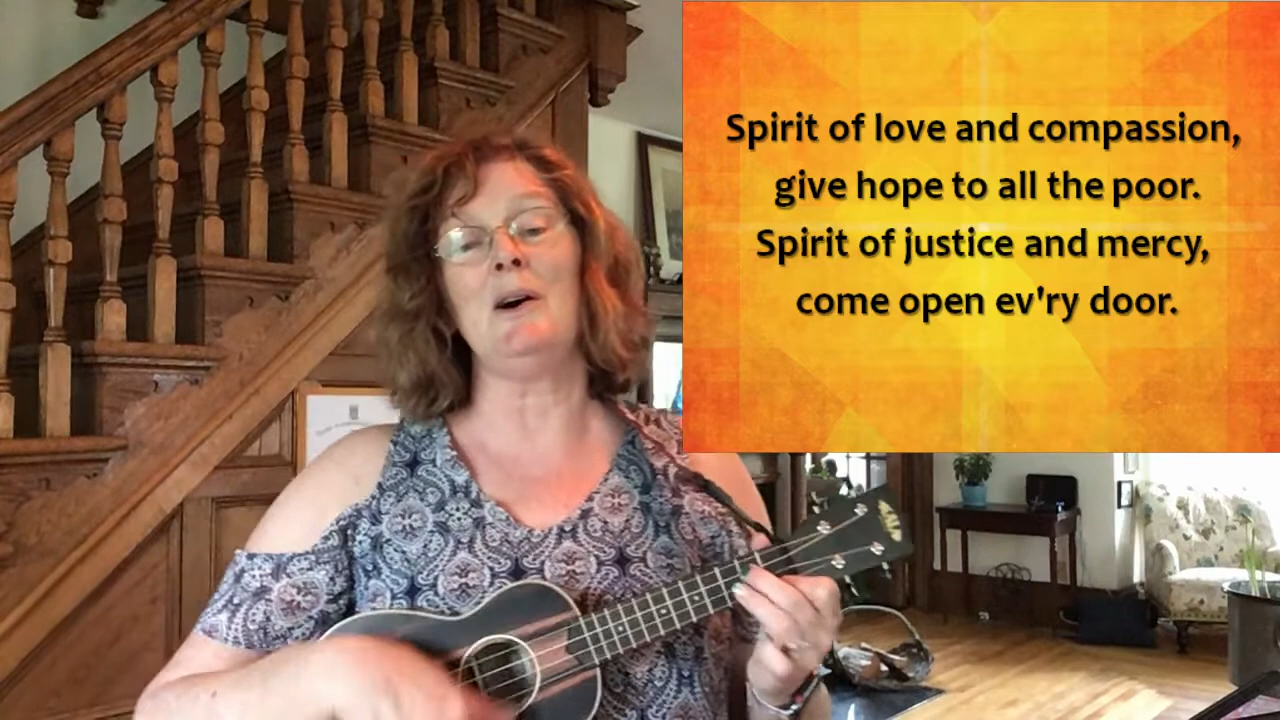 Spirit of love and compassion,
give hope to all the poor.
Spirit of justice and mercy,
come open ev'ry door.